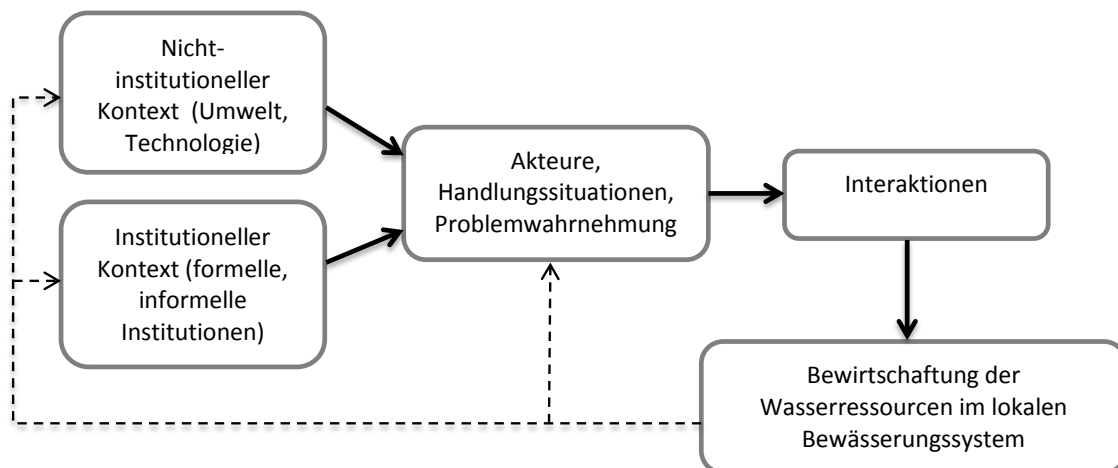 Nicht-
institutioneller
Kontext (Umwelt,
Technologie)
Institutioneller
Kontext (formelle,
informelle
Institutionen)
Akteure,
Handlungssituationen,
Problemwahrnehmung
Interaktionen
Bewirtschaftung der
Wasserressourcen im lokalen
Bewässerungssystem